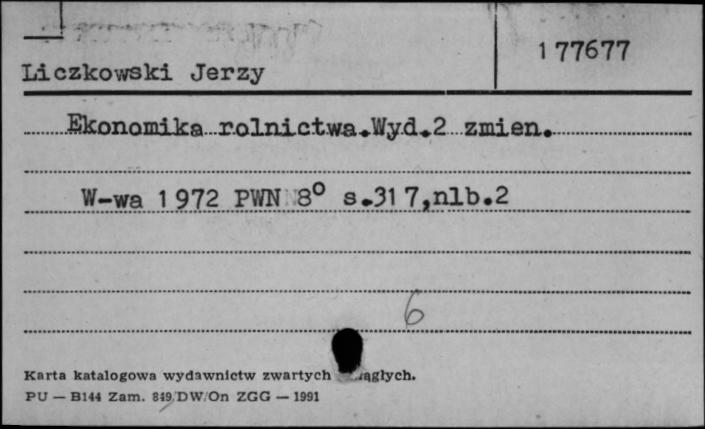 177677
Liczkowski Jerzy
Ekonomika rolnictwa.Wyd.2 zmien.
W-wa 1972 PWN 8° s.317,nlb.2
6
Karta katalogowa wydawnictw zwartych
PU — B144 Zam. 849/DW/On ZGG — 1991